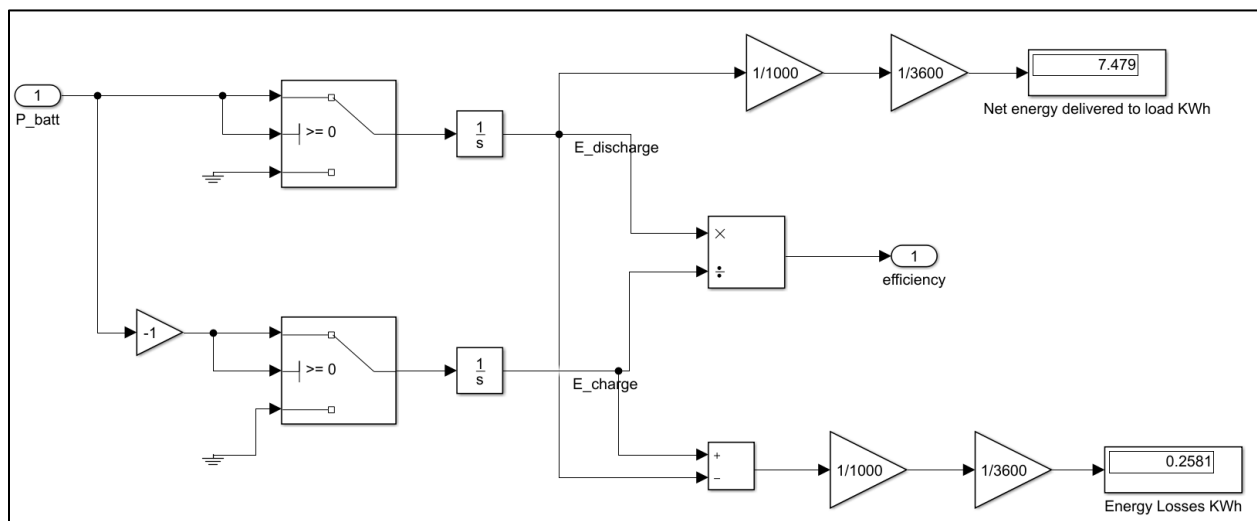 1/1000
1/3600
7.479
Net energy delivered to load KWh
1
P_batt
>= 0
1
s
E_discharge
×
÷
1
efficiency
-1
>= 0
1
s
E_charge
+
−
1/1000
1/3600
0.2581
Energy Losses KWh